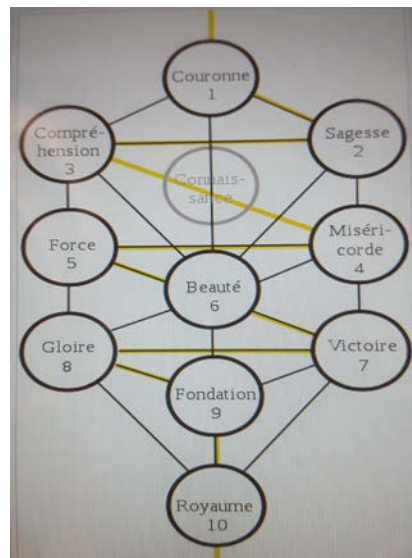 Couronne
1
Compré-
hension
3
Sagesse
2
Connais-
sance
Force
5
Miséri-
corde
4
Beauté
6
Gloire
8
Victoire
7
Fondation
9
Royaume
10